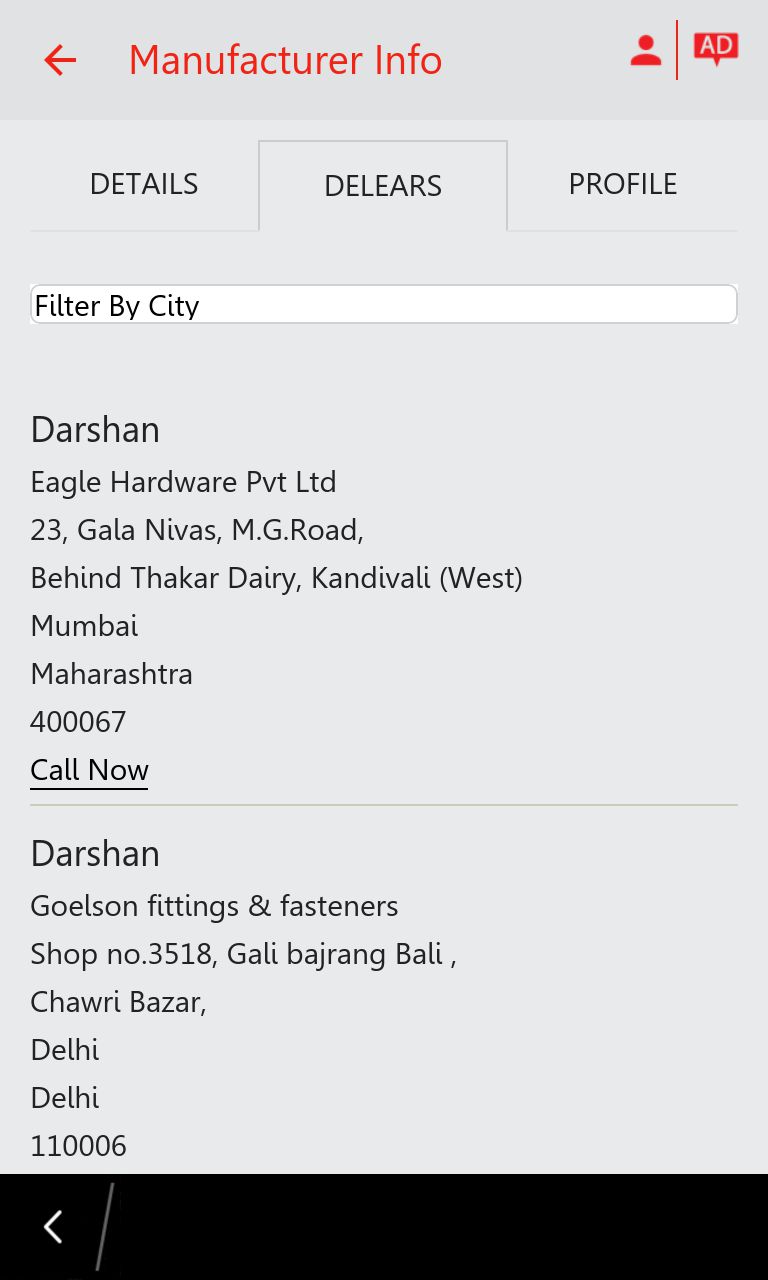 Manufacturer Info
AD
DETAILS
DELEARS
PROFILE
Filter By City
Darshan
Eagle Hardware Pvt Ltd
23, Gala Nivas, M.G.Road,
Behind Thakar Dairy, Kandivali (West)
Mumbai
Maharashtra
400067
Call Now
Darshan
Goelson fittings & fasteners
Shop no.3518, Gali bajrang Bali ,
Chawri Bazar,
Delhi
Delhi
110006